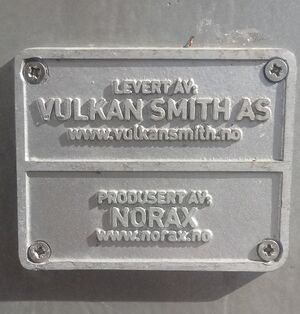 LEVERT AV:
VULKAN SMITH AS
www.vulkansmith.no
PRODUSERT AV:
NORAX
www.norax.no